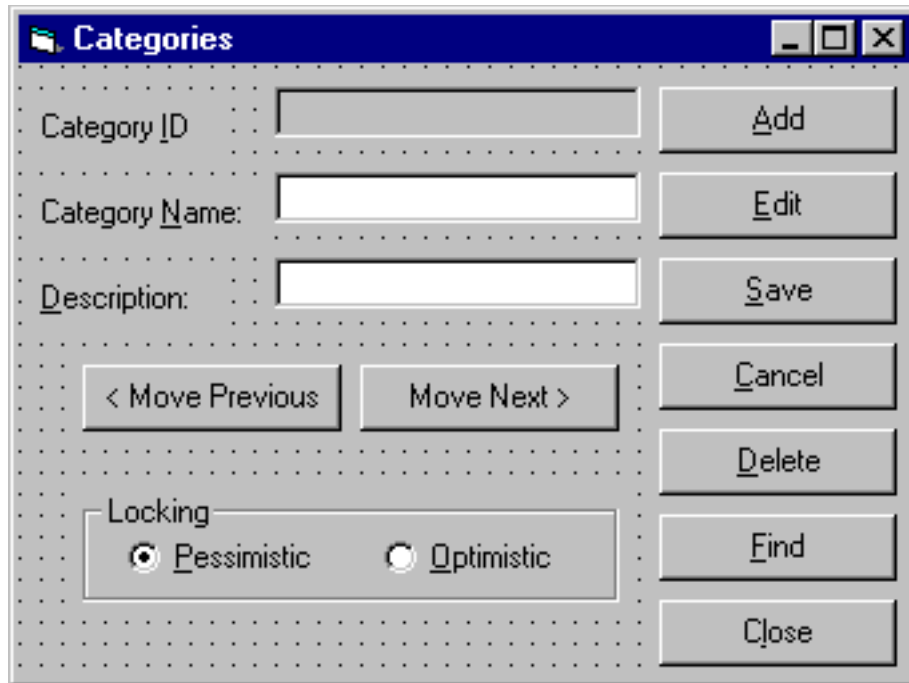 Categories
Category ID
Add
Category Name:
Edit
Description:
Save
< Move Previous
Move Next >
Cancel
Delete
Locking
Pessimistic
Optimistic
Find
Close